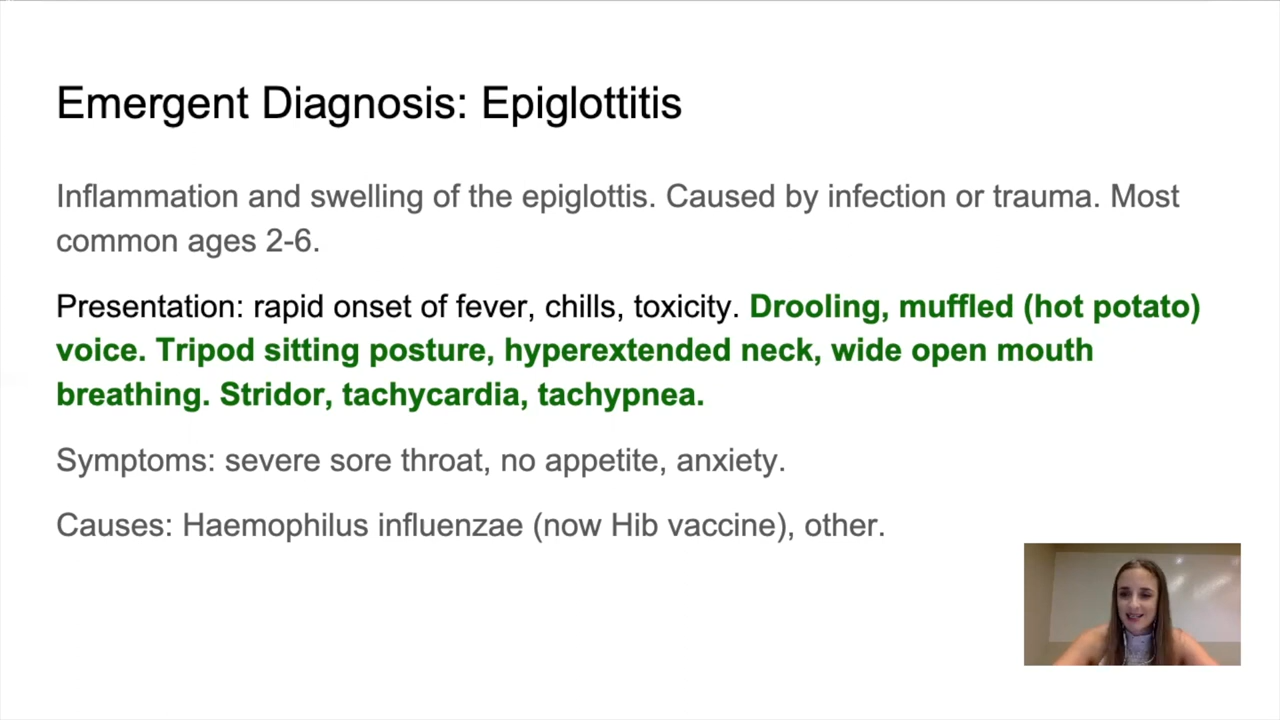 Emergent Diagnosis: Epiglottitis
Inflammation and swelling of the epiglottis. Caused by infection or trauma. Most
common ages 2-6.
Presentation: rapid onset of fever, chills, toxicity. Drooling, muffled (hot potato)
voice. Tripod sitting posture, hyperextended neck, wide open mouth
breathing. Stridor, tachycardia, tachypnea.
Symptoms: severe sore throat, no appetite, anxiety.
Causes: Haemophilus influenzae (now Hib vaccine), other.